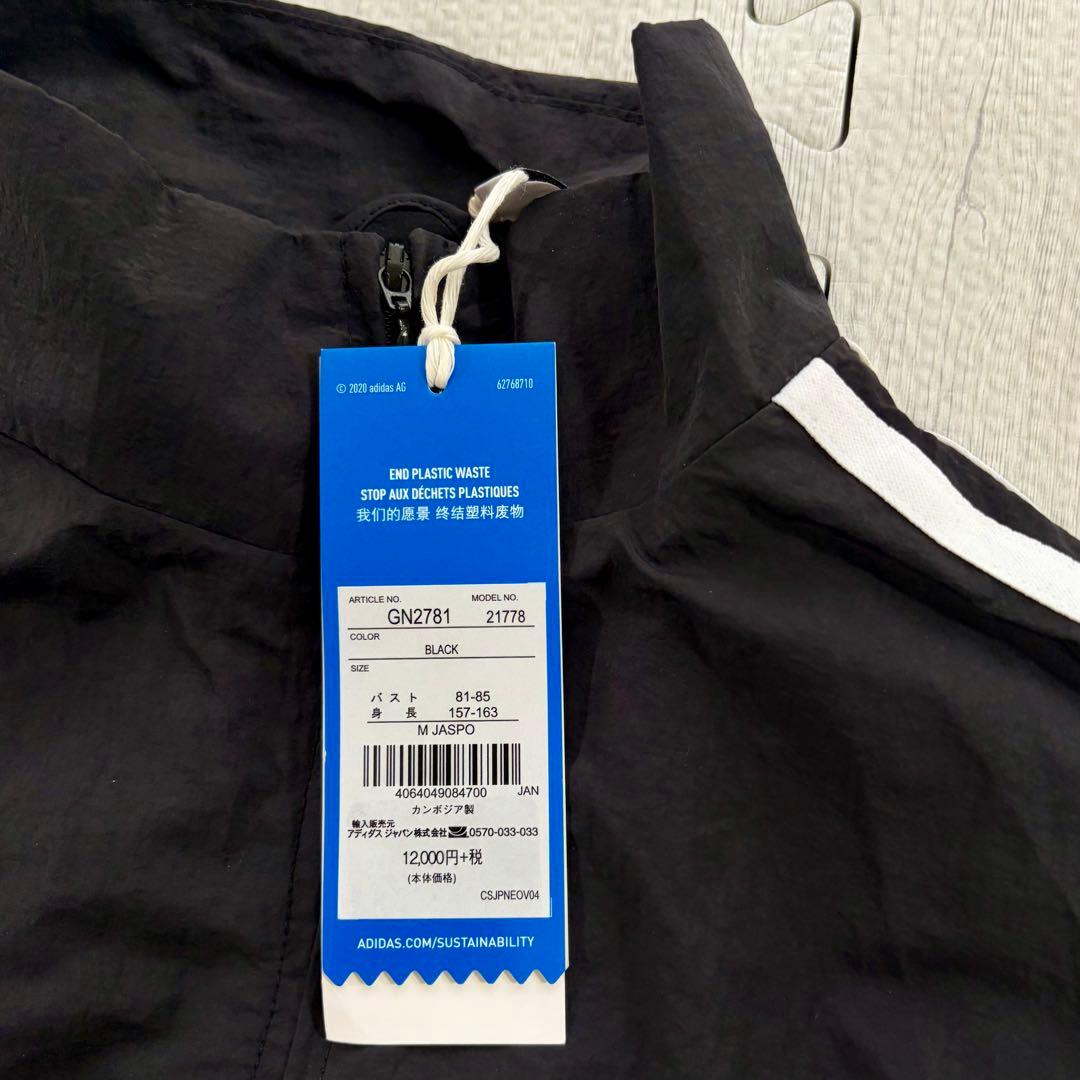 © 2020 adidas AG 62768710
END PLASTIC WASTE
STOP AUX DÉCHETS PLASTIQUES
我们的愿景 终结塑料废物
ARTICLE NO. MODEL NO.
GN2781 21778
COLOR
BLACK
SIZE
バスト 81-85
身長 157-163
M JASPO
4064049084700 JAN
カンボジア製
輸入販売元
アディダス ジャパン株式会社 0570-033-033
12,000円+税
(本体価格)
CSJPNEOV04
ADIDAS.COM/SUSTAINABILITY